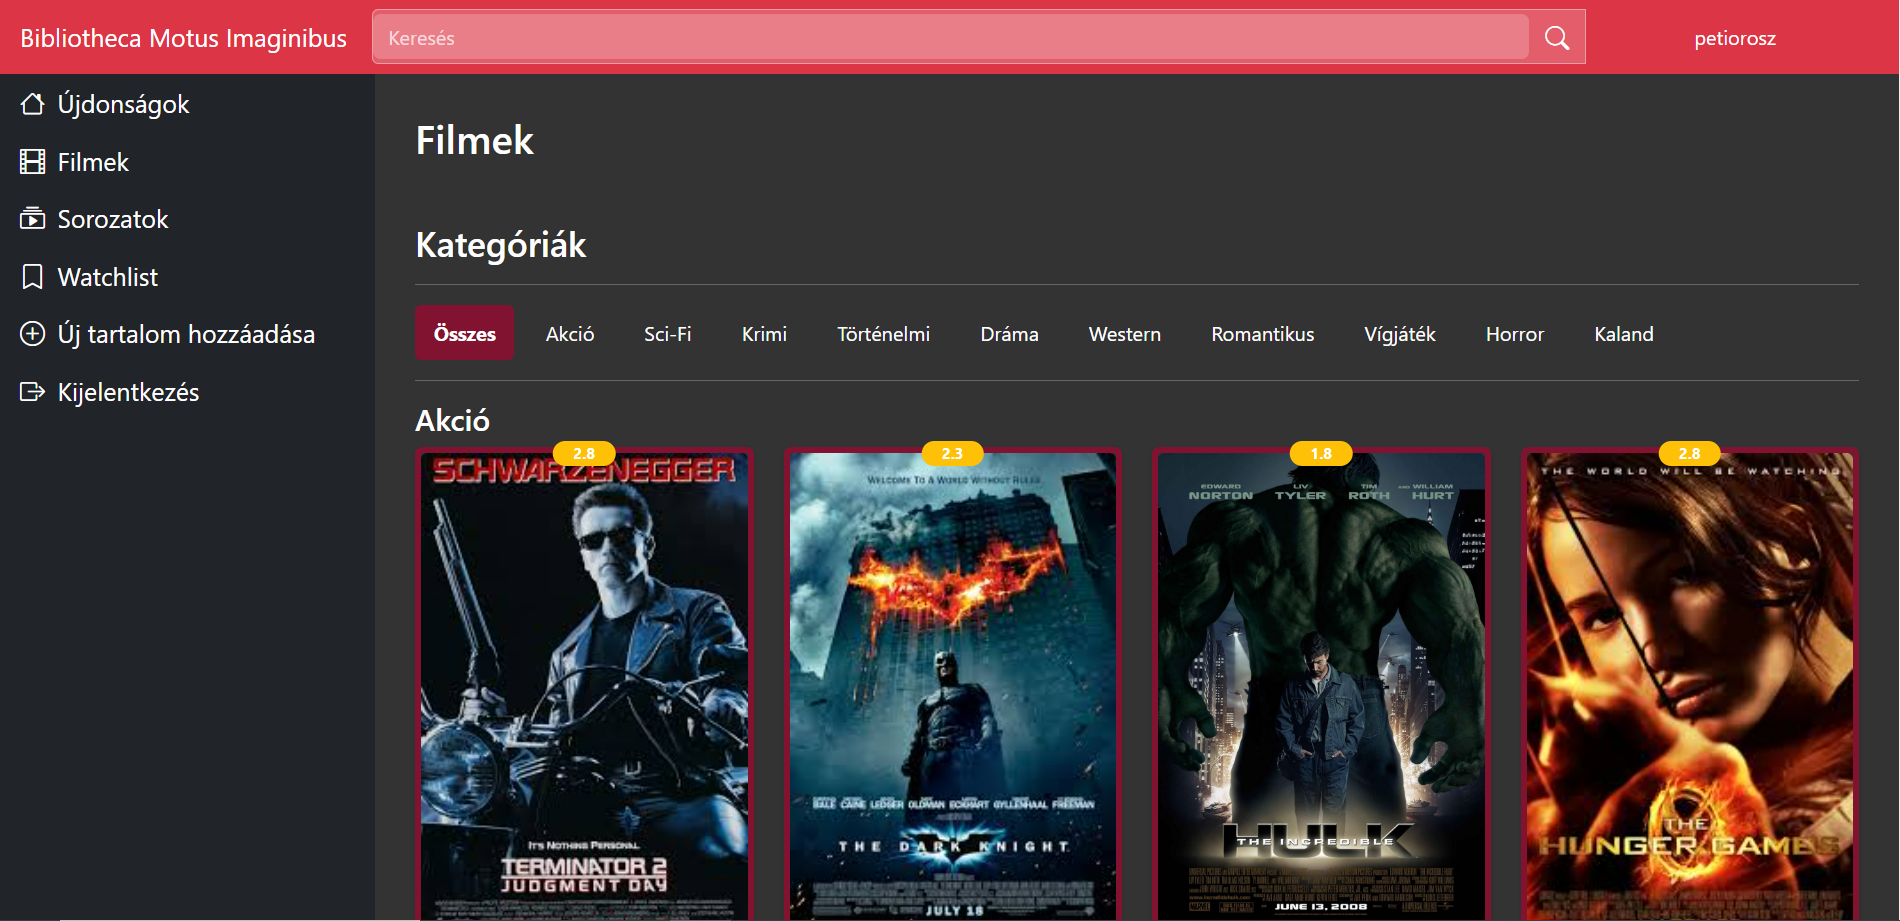 Bibliotheca Motus Imaginibus
Keresés
petiorosz
Újdonságok
Filmek
Sorozatok
Watchlist
Új tartalom hozzáadása
Kijelentkezés
Filmek
Kategóriák
Összes Akció Sci-Fi Krimi Történelmi Dráma Western Romantikus Vígjáték Horror Kaland
Akció
2.8
SCHWARZENEGGER
IT'S NOTHING PERSONAL.
TERMINATOR 2
JUDGMENT DAY
2.3
WELCOME TO A WORLD WITHOUT RULES
BALE CAINE LEDGER OLDMAN ECKHART GYLLENHAAL FREEMAN
THE DARK KNIGHT
JULY 18
1.8
EDWARD NORTON LIV TYLER TIM ROTH AND WILLIAM HURT
THE INCREDIBLE
HULK
JUNE 13, 2008
2.8
THE WORLD WILL BE WATCHING
THE
HUNGER GAMES